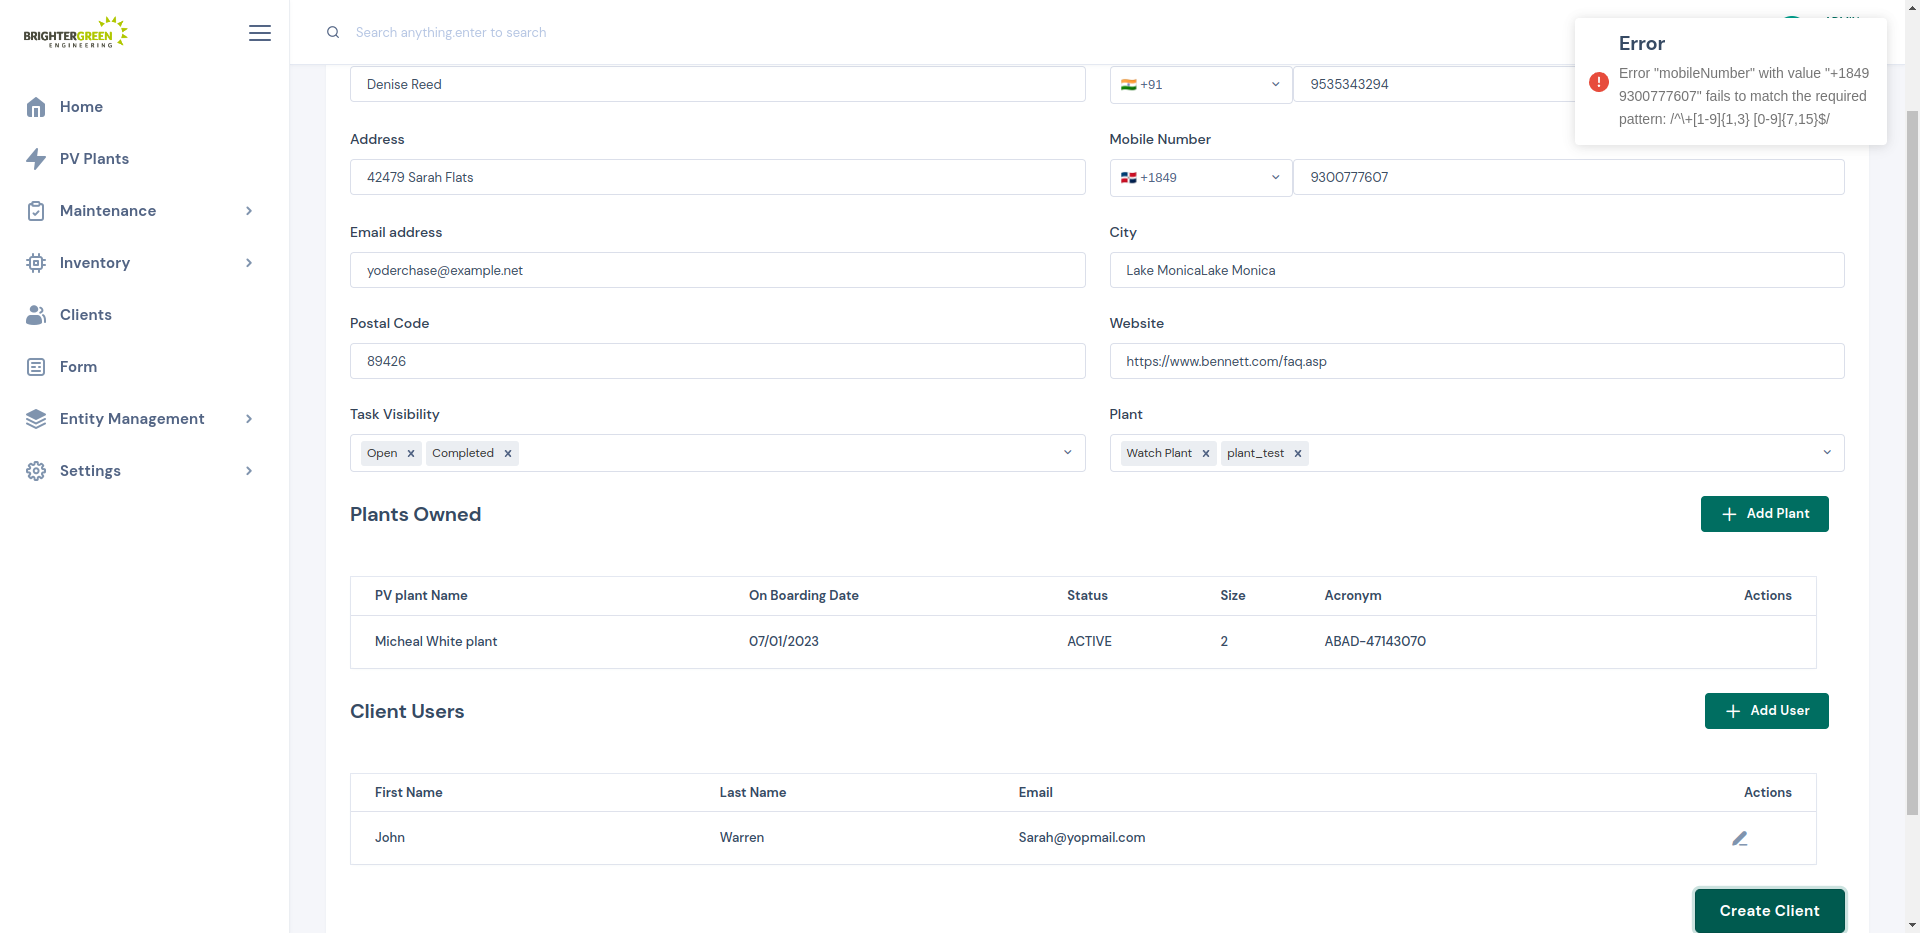 BRIGHTERGREEN
ENGINEERING
Search anything.enter to search
Error
Error "mobileNumber" with value "+1849
9300777607" fails to match the required
pattern: /^\+[1-9]{1,3} [0-9]{7,15}$/
Home
PV Plants
Maintenance
Inventory
Clients
Form
Entity Management
Settings
Denise Reed
+91
9535343294
Address
Mobile Number
42479 Sarah Flats
+1849
9300777607
Email address
City
yoderchase@example.net
Lake MonicaLake Monica
Postal Code
Website
89426
https://www.bennett.com/faq.asp
Task Visibility
Plant
Open x Completed x
Watch Plant x plant_test x
Plants Owned
Add Plant
PV plant Name On Boarding Date Status Size Acronym Actions
Micheal White plant 07/01/2023 ACTIVE 2 ABAD-47143070
Client Users
Add User
First Name Last Name Email Actions
John Warren Sarah@yopmail.com
Create Client